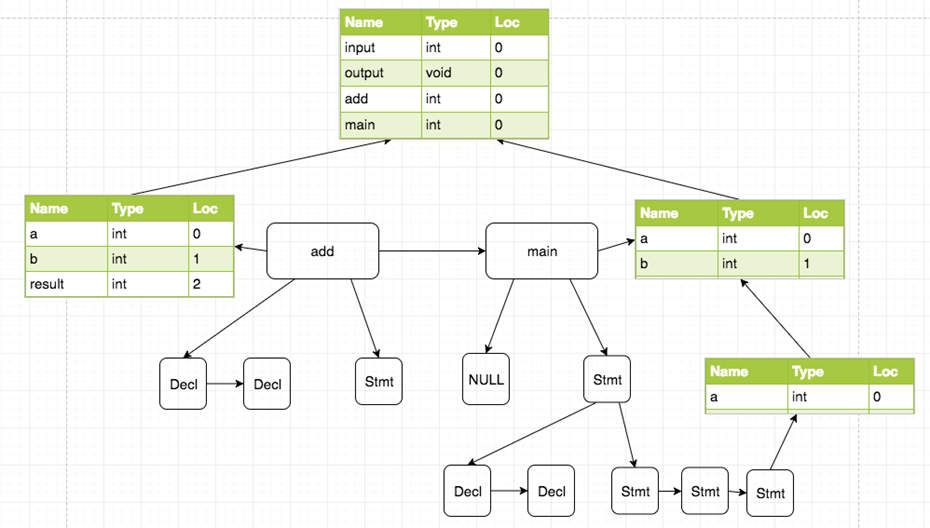 Name Type Loc
input int 0
output void 0
add int 0
main int 0
Name Type Loc
a int 0
b int 1
result int 2
add
main
Name Type Loc
a int 0
b int 1
Decl
Decl
Stmt
NULL
Stmt
Name Type Loc
a int 0
Decl
Decl
Stmt
Stmt
Stmt